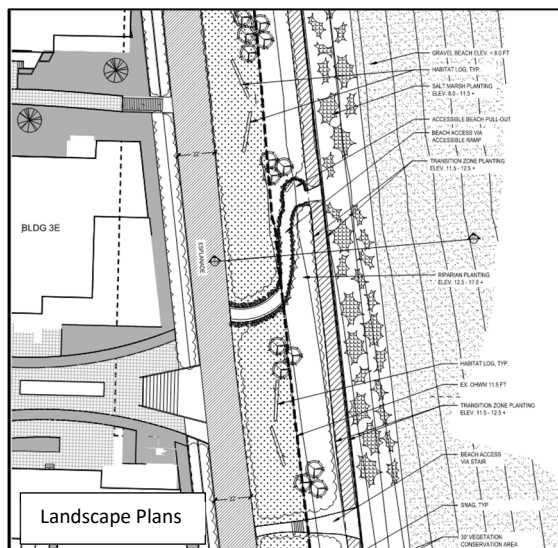 GRAVEL BEACH ELEV. < 8.0 FT
HABITAT LOG, TYP.
SALT MARSH PLANTING
ELEV. 8.0 - 11.5 +
ACCESSIBLE BEACH PULL-OUT
BEACH ACCESS VIA
ACCESSIBLE RAMP
TRANSITION ZONE PLANTING
ELEV. 11.5 - 12.5 +
22'
BLDG 3E
ESPLANADE
RIPARIAN PLANTING
ELEV. 12.5 - 17.0 +
HABITAT LOG, TYP.
EX. OHWM 11.5 FT
TRANSITION ZONE PLANTING
ELEV. 11.5 - 12.5 +
BEACH ACCESS
VIA STAIR
22'
Landscape Plans
SNAG, TYP
30' VEGETATION
CONSERVATION AREA